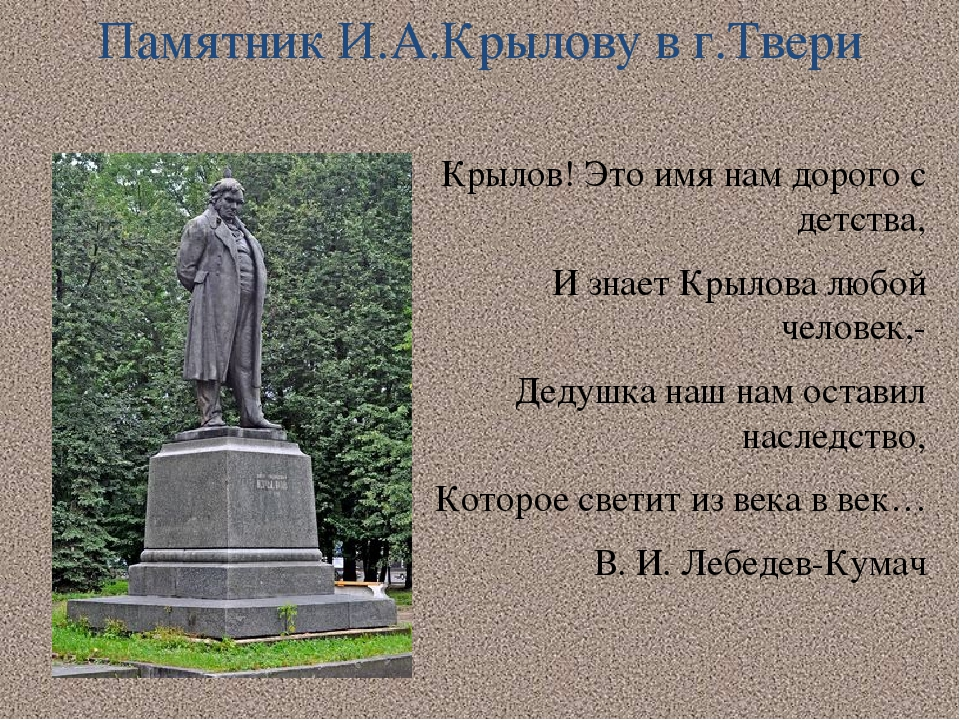 Памятник И.А.Крылову в г.Твери
Крылов! Это имя нам дорого с
детства,
И знает Крылова любой
человек,-
Дедушка наш нам оставил
наследство,
Которое светит из века в век…
В. И. Лебедев-Кумач